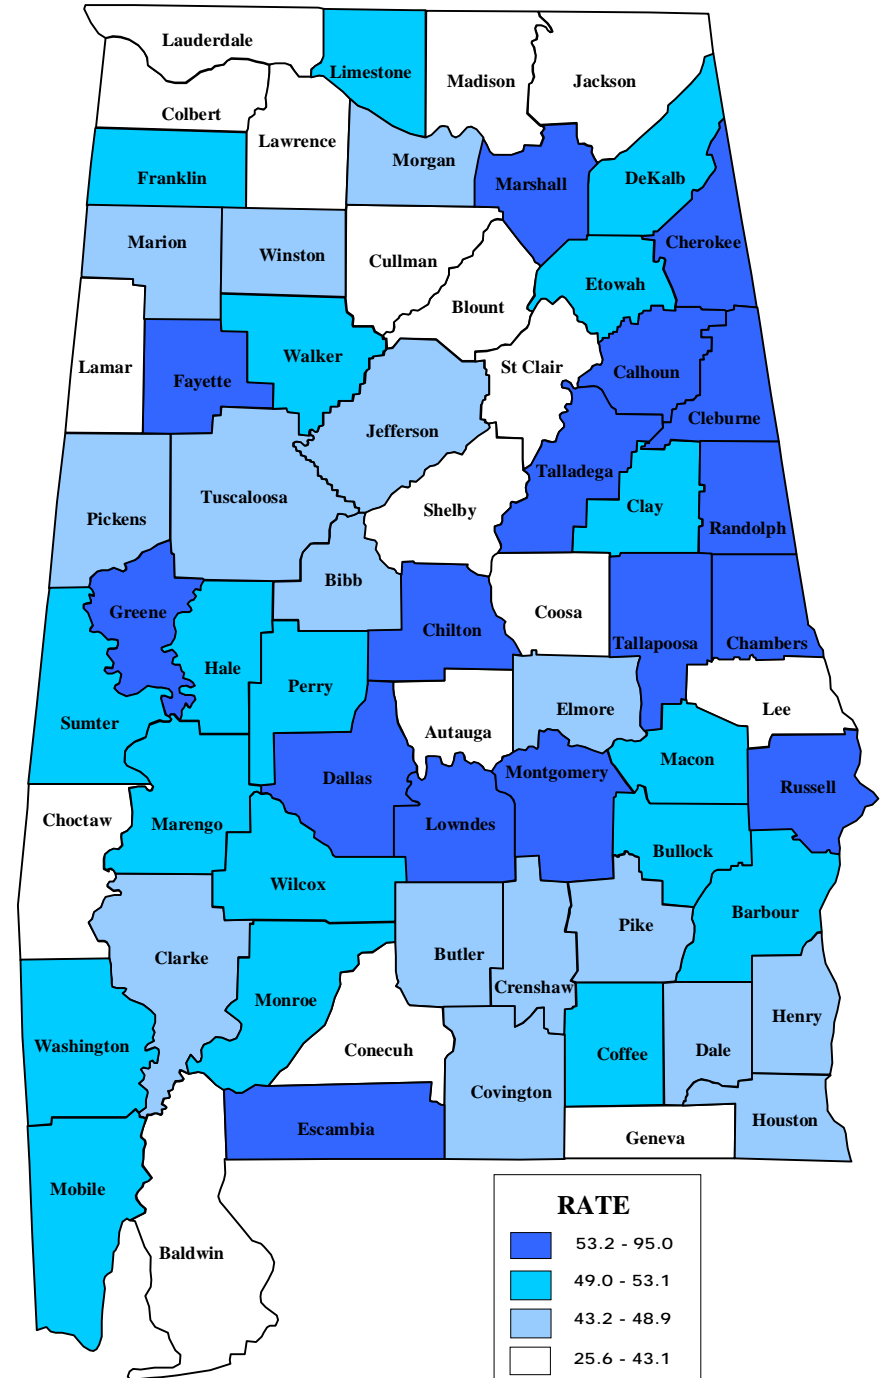 Lauderdale
Limestone
Madison
Jackson
Colbert
Lawrence
Morgan
Franklin
Marshall
DeKalb
Marion
Winston
Cullman
Cherokee
Etowah
Blount
Lamar
Fayette
Walker
St Clair
Calhoun
Cleburne
Jefferson
Talladega
Tuscaloosa
Pickens
Shelby
Clay
Randolph
Bibb
Greene
Coosa
Chilton
Tallapoosa
Chambers
Hale
Perry
Sumter
Elmore
Lee
Autauga
Macon
Dallas
Montgomery
Russell
Choctaw
Marengo
Lowndes
Bullock
Wilcox
Barbour
Pike
Clarke
Butler
Crenshaw
Monroe
Henry
Washington
Conecuh
Coffee
Dale
Covington
Escambia
Geneva
Houston
Mobile
Baldwin
RATE
53.2 - 95.0
49.0 - 53.1
43.2 - 48.9
25.6 - 43.1